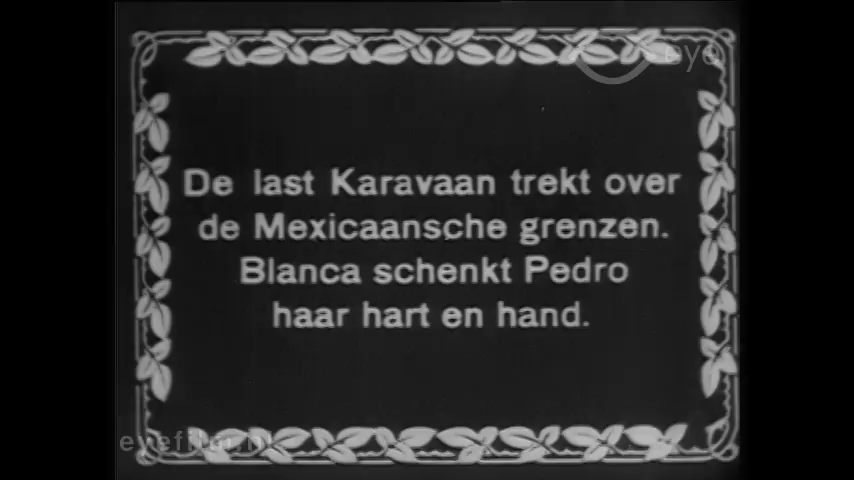 eye
De last Karavaan trekt over
de Mexicaansche grenzen.
Blanca schenkt Pedro
haar hart en hand.
eyefilm.nl